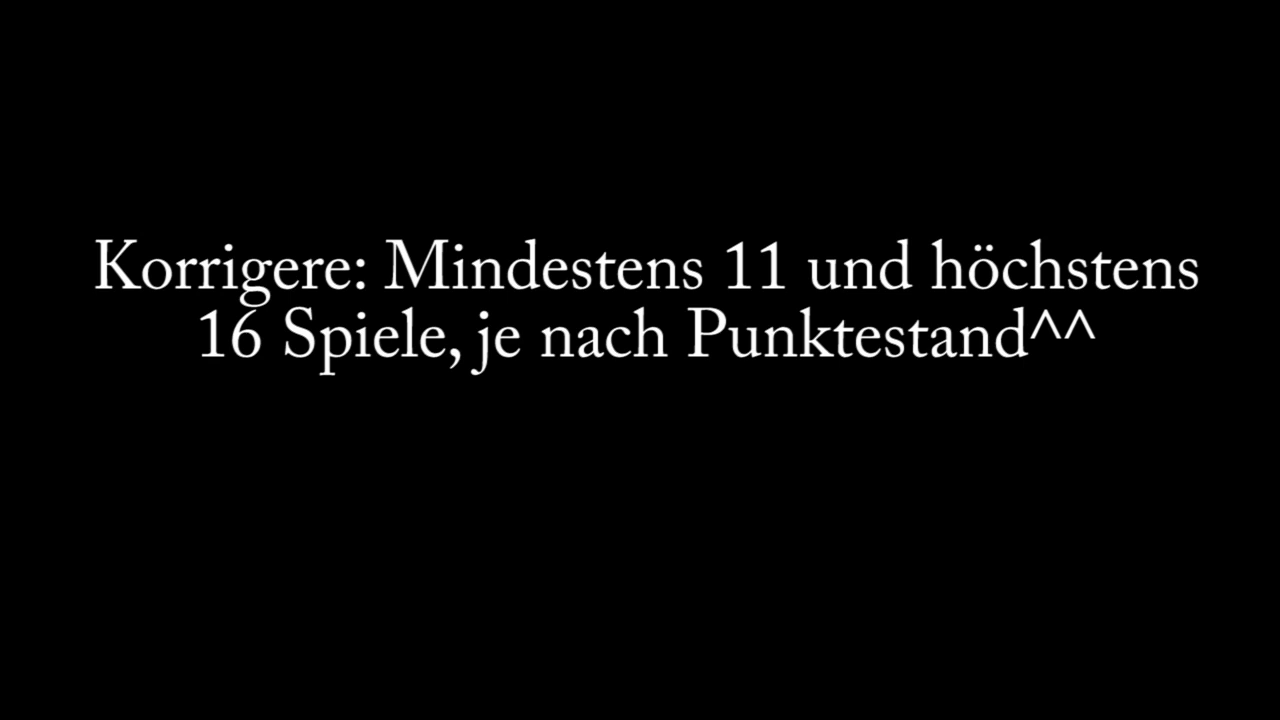 Korrigere: Mindestens 11 und höchstens
16 Spiele, je nach Punktestand^^